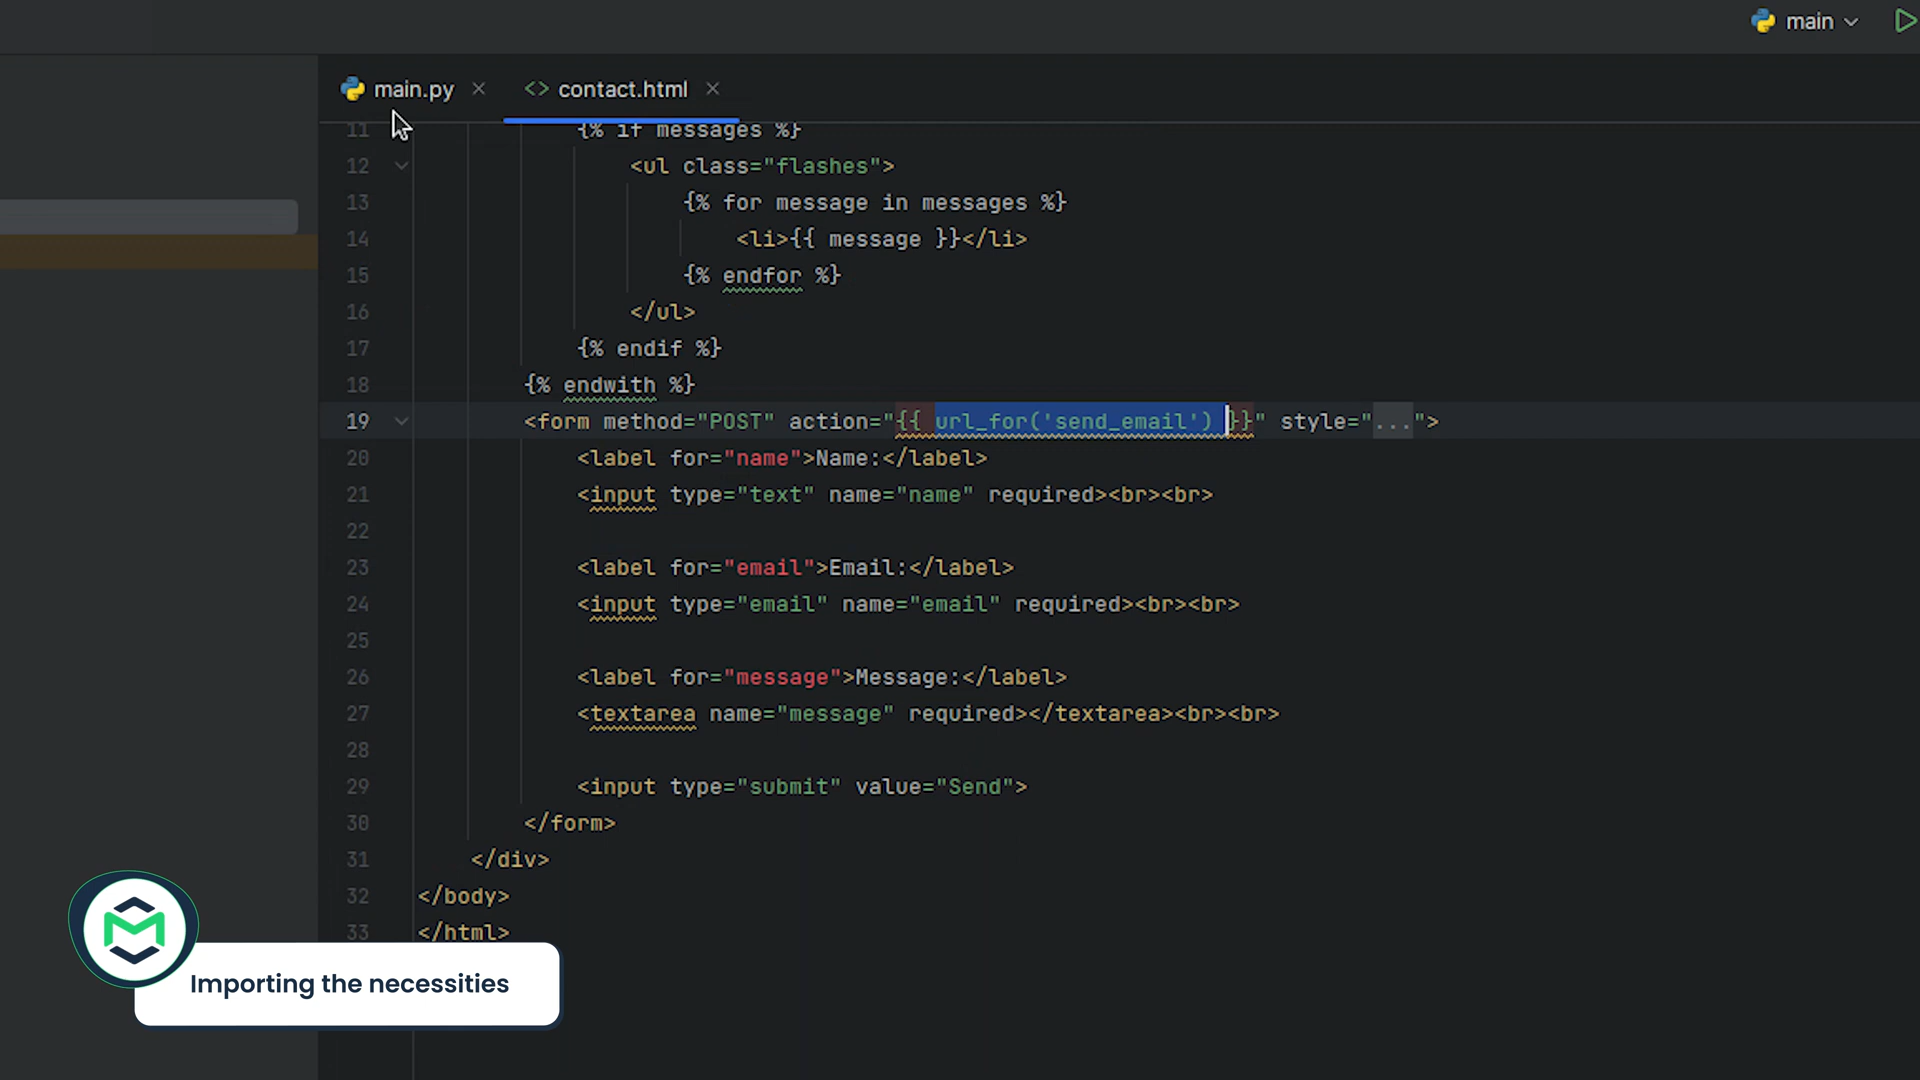 main
main.py
contact.html
11 {% if messages %}
12 <ul class="flashes">
13 {% for message in messages %}
14 <li>{{ message }}</li>
15 {% endfor %}
16 </ul>
17 {% endif %}
18 {% endwith %}
19 <form method="POST" action="{{ url_for('send_email') }}" style="...">
20 <label for="name">Name:</label>
21 <input type="text" name="name" required><br><br>
22
23 <label for="email">Email:</label>
24 <input type="email" name="email" required><br><br>
25
26 <label for="message">Message:</label>
27 <textarea name="message" required></textarea><br><br>
28
29 <input type="submit" value="Send">
30 </form>
31 </div>
32 </body>
33 </html>
Importing the necessities